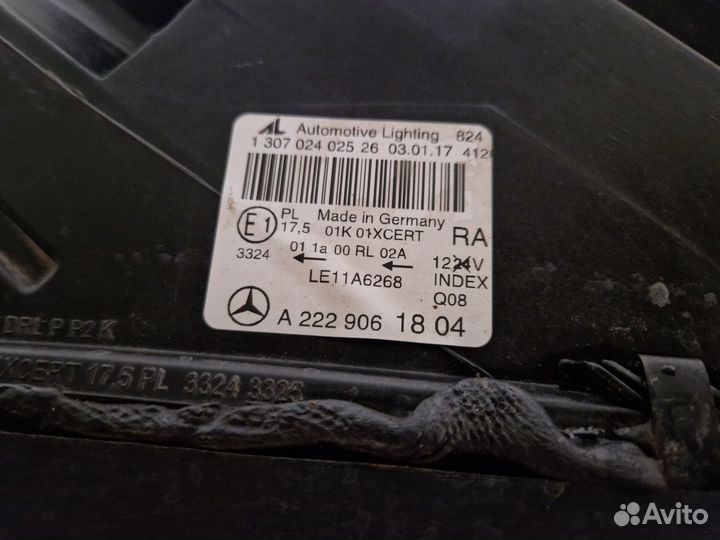 AL Automotive Lighting 824
1 307 024 025 26 03.01.17 412
E1 PL Made in Germany
17,5 01K 01XCERT RA
01 1a 00 RL 02A
3324 1224V
LE11A6268 INDEX
Q08
A 222 906 18 04
DRL P P2 K
XCERT 17,5 PL 3324 3325
Avito